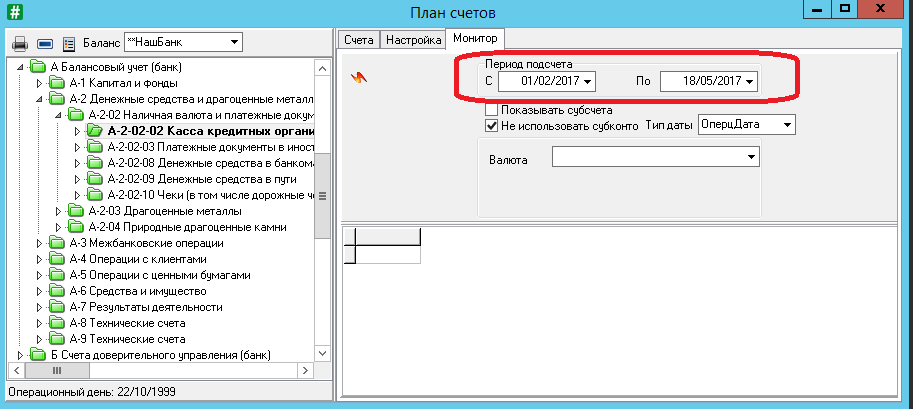 План счетов
Баланс **НашБанк
А Балансовый учет (банк)
А-1 Капитал и Фонды
А-2 Денежные средства и драгоценные металл
А-2-02 Наличная валюта и платежные доку
А-2-02-02 Касса кредитных органи
А-2-02-03 Платежные документы в иност
А-2-02-08 Денежные средства в банкома
А-2-02-09 Денежные средства в пути
А-2-02-10 Чеки (в том числе дорожные че
А-2-03 Драгоценные металлы
А-2-04 Природные драгоценные камни
А-3 Межбанковские операции
А-4 Операции с клиентами
А-5 Операции с ценными бумагами
А-6 Средства и имущество
А-7 Результаты деятельности
А-8 Технические счета
А-9 Технические счета
Б Счета доверительного управления (банк)
Операционный день: 22/10/1999
Счета Настройка Монитор
Период подсчета
С 01/02/2017 По 18/05/2017
Показывать субсчета
Не использовать субконто Тип даты ОперцДата
Валюта